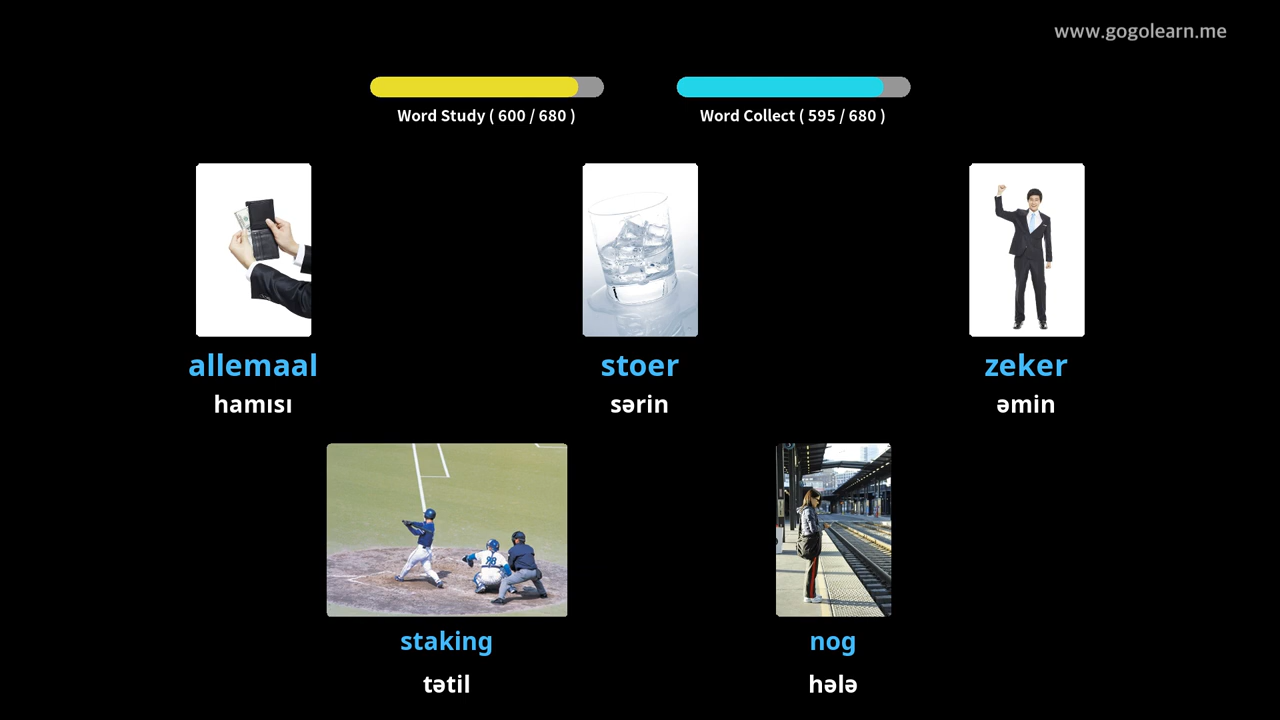 www.gogolearn.me
Word Study ( 600 / 680 )
Word Collect ( 595 / 680 )
allemaal
hamısı
stoer
sərin
zeker
əmin
staking
tətil
nog
hələ